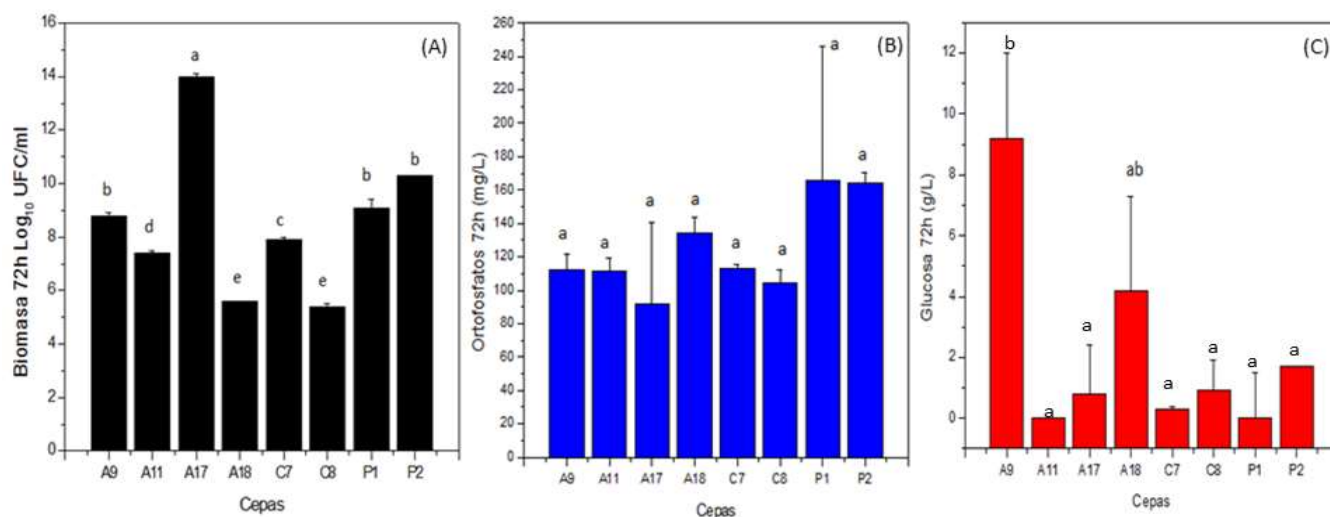 (A)
Biomasa 72h Log10 UFC/ml
16
14
12
10
8
6
4
2
0
b
d
a
e
c
e
b
b
A9 A11 A17 A18 C7 C8 P1 P2
Cepas
(B)
Ortofosfatos 72h (mg/L)
260
240
220
200
180
160
140
120
100
80
60
40
20
0
a
a
a
a
a
a
a
a
A9 A11 A17 A18 C7 C8 P1 P2
Cepas
(C)
Glucosa 72h (g/L)
12
10
8
6
4
2
0
b
a
a
ab
a
a
a
a
A9 A11 A17 A18 C7 C8 P1 P2
Cepas